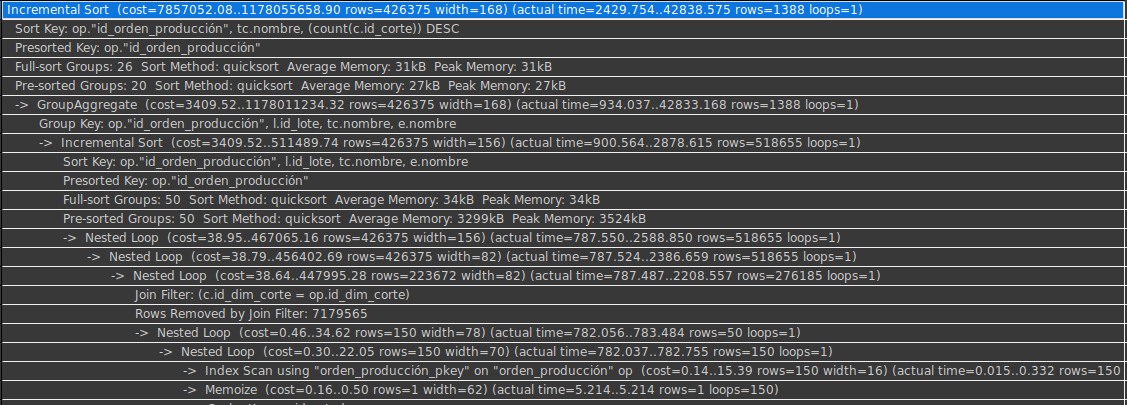 Incremental Sort  (cost=7857052.08..1178055658.90 rows=426375 width=168) (actual time=2429.754..42838.575 rows=1388 loops=1)
Sort Key: op."id_orden_producción", tc.nombre, (count(c.id_corte)) DESC
Presorted Key: op."id_orden_producción"
Full-sort Groups: 26  Sort Method: quicksort  Average Memory: 31kB  Peak Memory: 31kB
Pre-sorted Groups: 20  Sort Method: quicksort  Average Memory: 27kB  Peak Memory: 27kB
->  GroupAggregate  (cost=3409.52..1178011234.32 rows=426375 width=168) (actual time=934.037..42833.168 rows=1388 loops=1)
Group Key: op."id_orden_producción", l.id_lote, tc.nombre, e.nombre
->  Incremental Sort  (cost=3409.52..511489.74 rows=426375 width=156) (actual time=900.564..2878.615 rows=518655 loops=1)
Sort Key: op."id_orden_producción", l.id_lote, tc.nombre, e.nombre
Presorted Key: op."id_orden_producción"
Full-sort Groups: 50  Sort Method: quicksort  Average Memory: 34kB  Peak Memory: 34kB
Pre-sorted Groups: 50  Sort Method: quicksort  Average Memory: 3299kB  Peak Memory: 3524kB
->  Nested Loop  (cost=38.95..467065.16 rows=426375 width=156) (actual time=787.550..2588.850 rows=518655 loops=1)
->  Nested Loop  (cost=38.79..456402.69 rows=426375 width=82) (actual time=787.524..2386.659 rows=518655 loops=1)
->  Nested Loop  (cost=38.64..447995.28 rows=223672 width=82) (actual time=787.487..2208.557 rows=276185 loops=1)
Join Filter: (c.id_dim_corte = op.id_dim_corte)
Rows Removed by Join Filter: 7179565
->  Nested Loop  (cost=0.46..34.62 rows=150 width=78) (actual time=782.056..783.484 rows=50 loops=1)
->  Nested Loop  (cost=0.30..22.05 rows=150 width=70) (actual time=782.037..782.755 rows=150 loops=1)
->  Index Scan using "orden_producción_pkey" on "orden_producción" op  (cost=0.14..15.39 rows=150 width=16) (actual time=0.015..0.332 rows=150
->  Memoize  (cost=0.16..0.50 rows=1 width=62) (actual time=5.214..5.214 rows=1 loops=150)